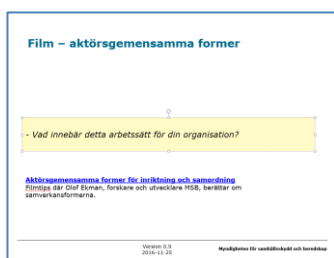 Film – aktörsgemensamma former
- Vad innebär detta arbetssätt för din organisation?
Aktörsgemensamma former för inriktning och samordning
Filmtips där Olof Ekman, forskare och utvecklare MSB, berättar om
samverkansformerna.
Version 0.9
2016-11-25
Myndigheten för samhällsskydd och beredskap